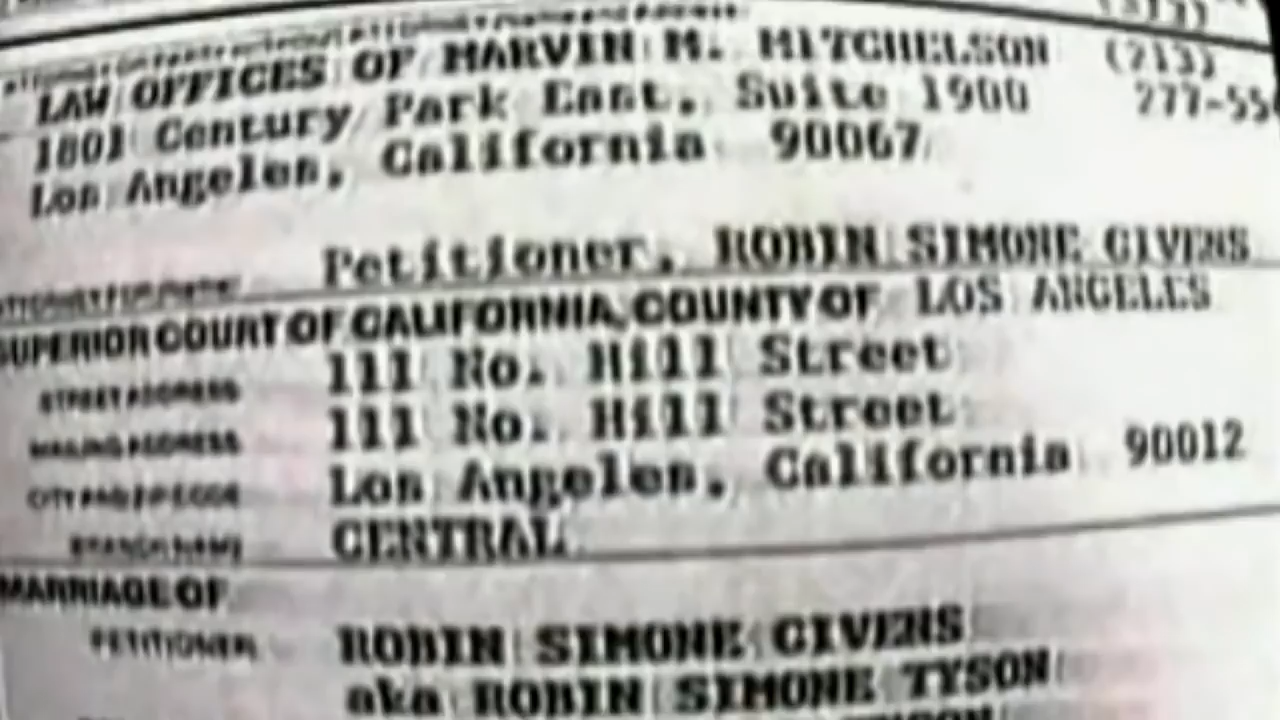 LAW OFFICES OF MARVIN M. MITCHELSON (213)
1801 Century Park East, Suite 1900 277-55
Los Angeles, California 90067
Petitioner, ROBIN SIMONE GIVENS
SUPERIOR COURT OF CALIFORNIA, COUNTY OF LOS ANGELES
STREET ADDRESS 111 No. Hill Street
MAILING ADDRESS 111 No. Hill Street
CITY AND ZIP CODE Los Angeles, California 90012
BRANCH NAME CENTRAL
MARRIAGE OF
PETITIONER ROBIN SIMONE GIVENS
aka ROBIN SIMONE TYSON